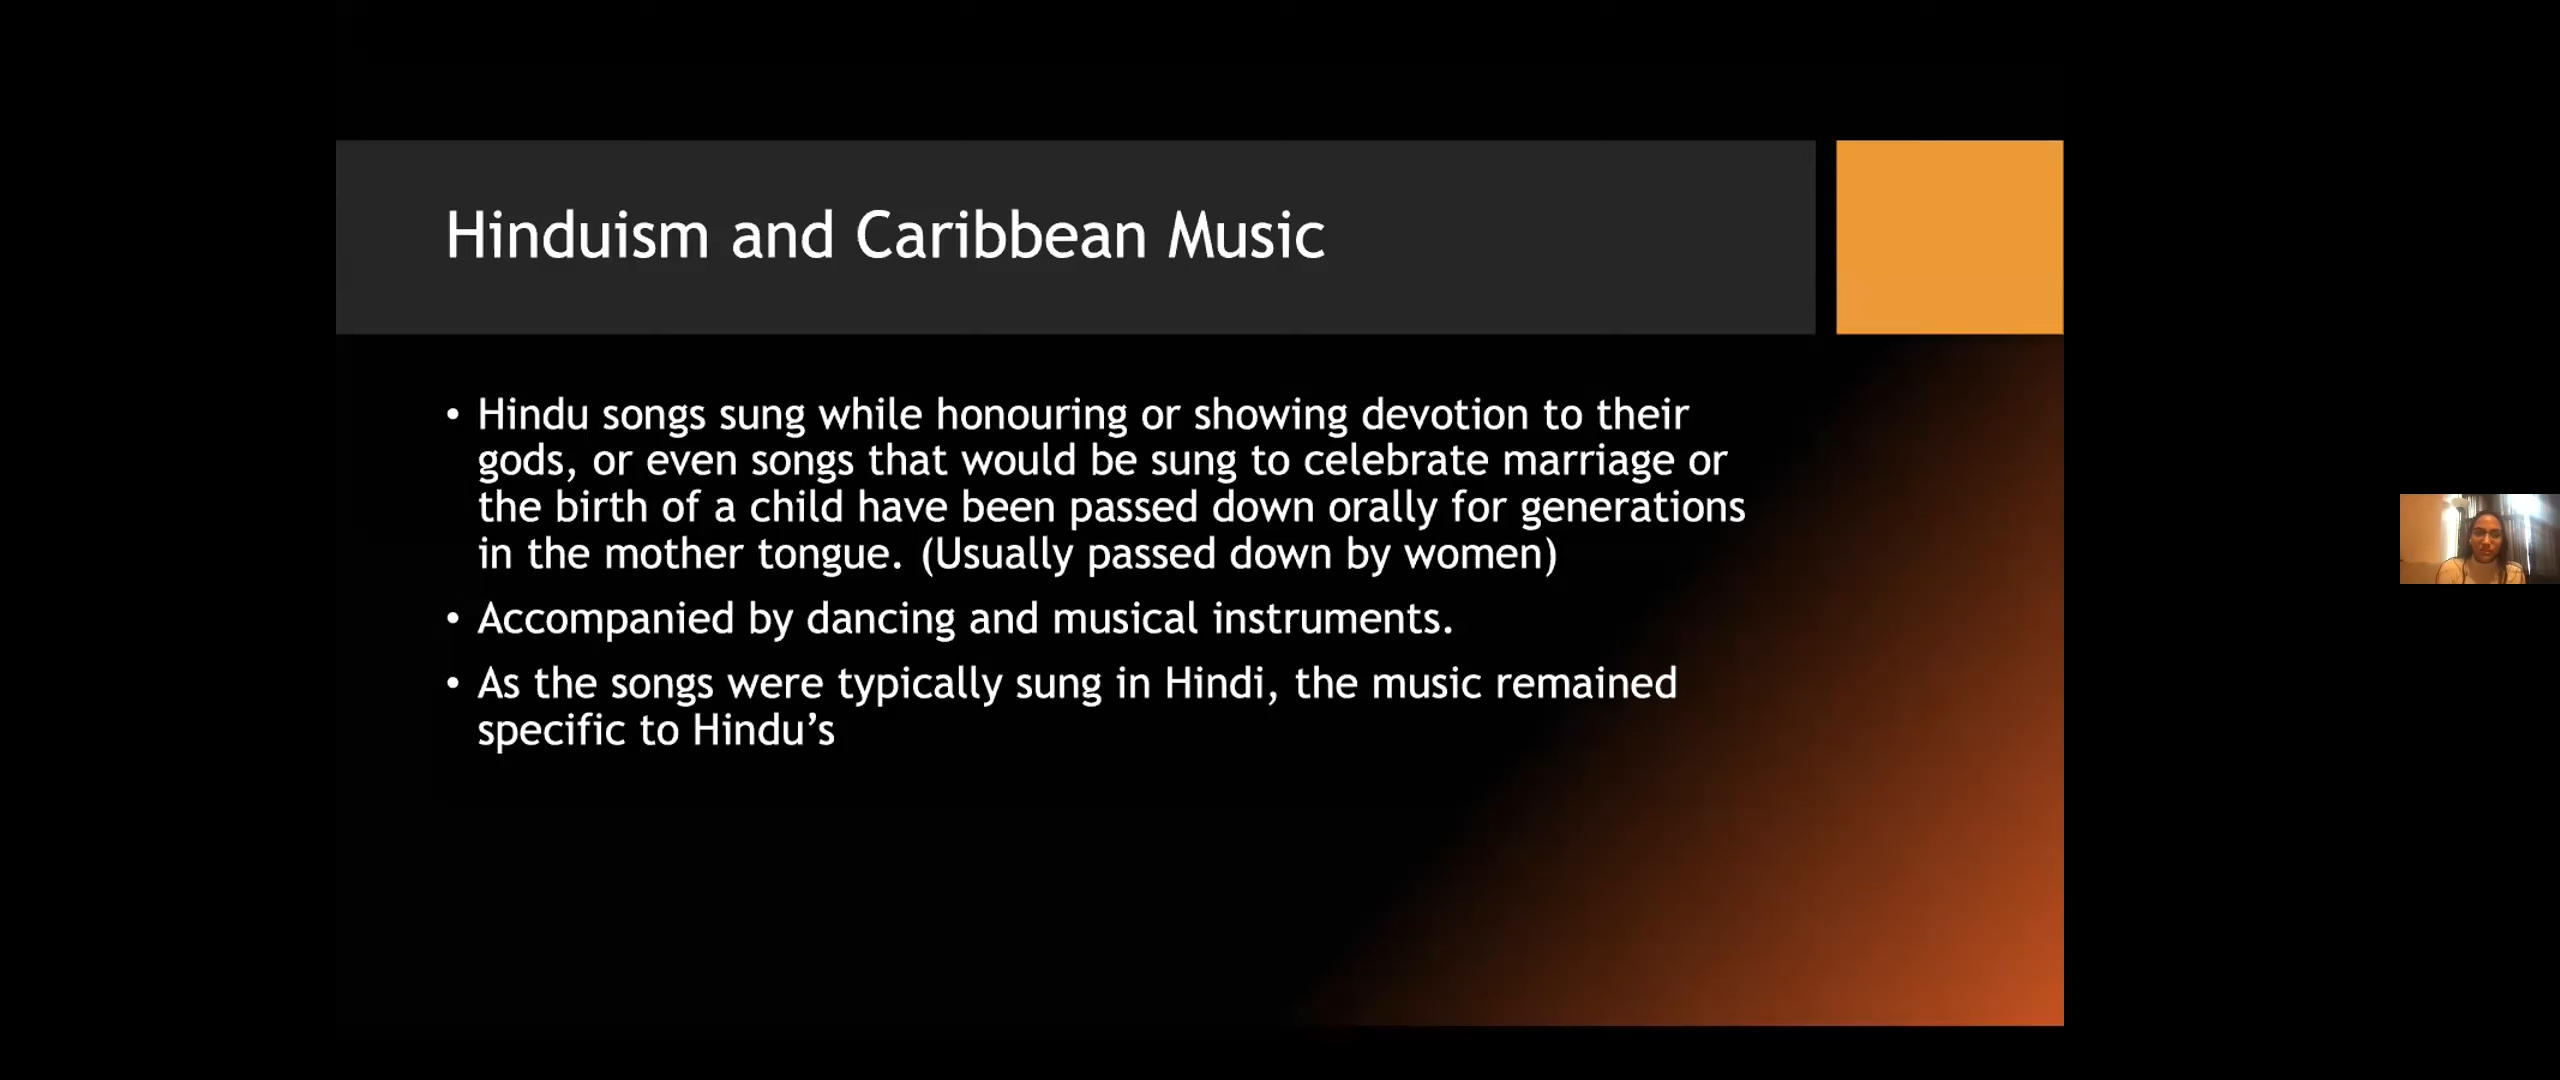 Hinduism and Caribbean Music
• Hindu songs sung while honouring or showing devotion to their
gods, or even songs that would be sung to celebrate marriage or
the birth of a child have been passed down orally for generations
in the mother tongue. (Usually passed down by women)
• Accompanied by dancing and musical instruments.
• As the songs were typically sung in Hindi, the music remained
specific to Hindu’s